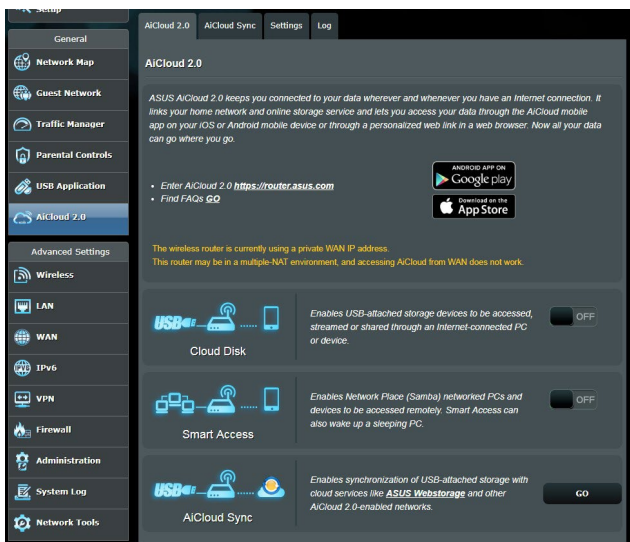 Setup
General
Network Map
Guest Network
Traffic Manager
Parental Controls
USB Application
AiCloud 2.0
Advanced Settings
Wireless
LAN
WAN
IPv6
VPN
Firewall
Administration
System Log
Network Tools
AiCloud 2.0 AiCloud Sync Settings Log
AiCloud 2.0
ASUS AiCloud 2.0 keeps you connected to your data wherever and whenever you have an Internet connection. It
links your home network and online storage service and lets you access your data through the AiCloud mobile
app on your iOS or Android mobile device or through a personalized web link in a web browser. Now all your data
can go where you go.
ANDROID APP ON
Google play
Download on the
App Store
• Enter AiCloud 2.0 https://router.asus.com
• Find FAQs GO
The wireless router is currently using a private WAN IP address.
This router may be in a multiple-NAT environment, and accessing AiCloud from WAN does not work.
USB
Cloud Disk
Enables USB-attached storage devices to be accessed,
streamed or shared through an Internet-connected PC
or device.
OFF
Smart Access
Enables Network Place (Samba) networked PCs and
devices to be accessed remotely. Smart Access can
also wake up a sleeping PC.
OFF
USB
AiCloud Sync
Enables synchronization of USB-attached storage with
cloud services like ASUS Webstorage and other
AiCloud 2.0-enabled networks.
GO